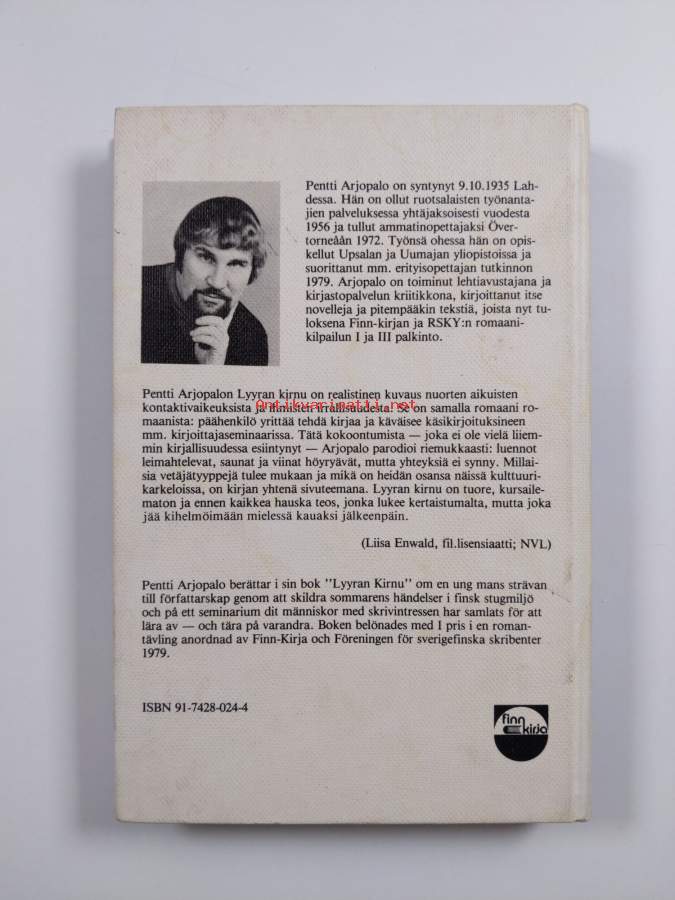 Pentti Arjopalo on syntynyt 9.10.1935 Lah-
dessa. Hän on ollut ruotsalaisten työnanta-
jien palveluksessa yhtäjaksoisesti vuodesta
1956 ja tullut ammatinopettajaksi Över-
torneåån 1972. Työnsä ohessa hän on opis-
kellut Upsalan ja Uumajan yliopistoissa ja
suorittanut mm. erityisopettajan tutkinnon
1979. Arjopalo on toiminut lehtiavustajana ja
kirjastopalvelun kriitikkona, kirjoittanut itse
novelleja ja pitempääkin tekstiä, joista nyt tu-
loksena Finn-kirjan ja RSKY:n romaani-
kilpailun I ja III palkinto.
Pentti Arjopalon Lyyran kirnu on realistinen kuvaus nuorten aikuisten
kontaktivaikeuksista ja ihmisten irrallisuudesta. Se on samalla romaani ro-
Antikvariaatti.net
maanista: päähenkilö yrittää tehdä kirjaa ja käväisee käsikirjoituksineen
mm. kirjoittajaseminaarissa. Tätä kokoontumista — joka ei ole vielä liiem-
min kirjallisuudessa esiintynyt — Arjopalo parodioi riemukkaasti: luennot
leimahtelevat, saunat ja viinat höyryävät, mutta yhteyksiä ei synny. Millai-
sia vetäjätyyppejä tulee mukaan ja mikä on heidän osansa näissä kulttuuri-
karkeloissa, on kirjan yhtenä sivuteemana. Lyyran kirnu on tuore, kursaile-
maton ja ennen kaikkea hauska teos, jonka lukee kertaistumalta, mutta joka
jää kihelmöimään mielessä kauaksi jälkeenpäin.
(Liisa Enwald, fil.lisensiaatti; NVL)
Pentti Arjopalo berättar i sin bok "Lyyran Kirnu" om en ung mans strävan
till författarskap genom att skildra sommarens händelser i finsk stugmiljö
och på ett seminarium dit människor med skrivintressen har samlats för att
lära av — och tära på varandra. Boken belönades med I pris i en roman-
tävling anordnad av Finn-Kirja och Föreningen för sverigefinska skribenter
1979.
ISBN 91-7428-024-4
finn
kirja